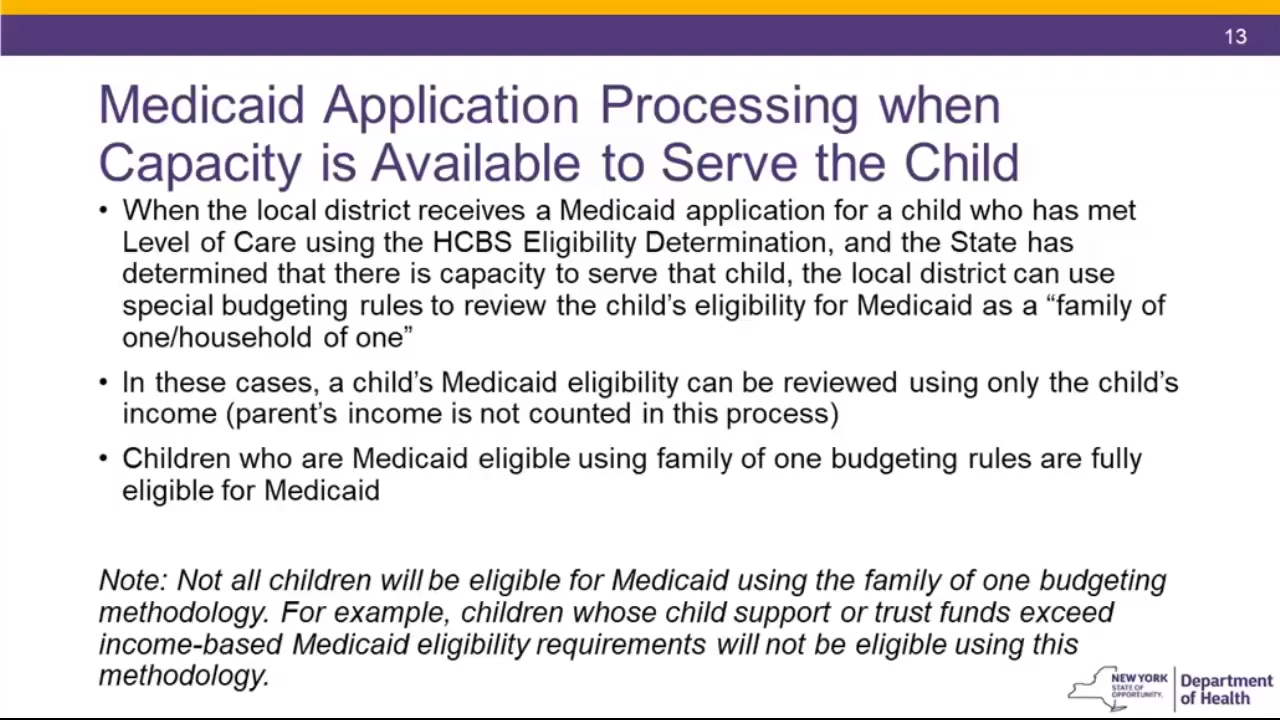 13
Medicaid Application Processing when
Capacity is Available to Serve the Child
• When the local district receives a Medicaid application for a child who has met
Level of Care using the HCBS Eligibility Determination, and the State has
determined that there is capacity to serve that child, the local district can use
special budgeting rules to review the child’s eligibility for Medicaid as a “family of
one/household of one”
• In these cases, a child’s Medicaid eligibility can be reviewed using only the child’s
income (parent’s income is not counted in this process)
• Children who are Medicaid eligible using family of one budgeting rules are fully
eligible for Medicaid
Note: Not all children will be eligible for Medicaid using the family of one budgeting
methodology. For example, children whose child support or trust funds exceed
income-based Medicaid eligibility requirements will not be eligible using this
methodology.
NEW YORK
STATE OF
OPPORTUNITY.
Department
of Health